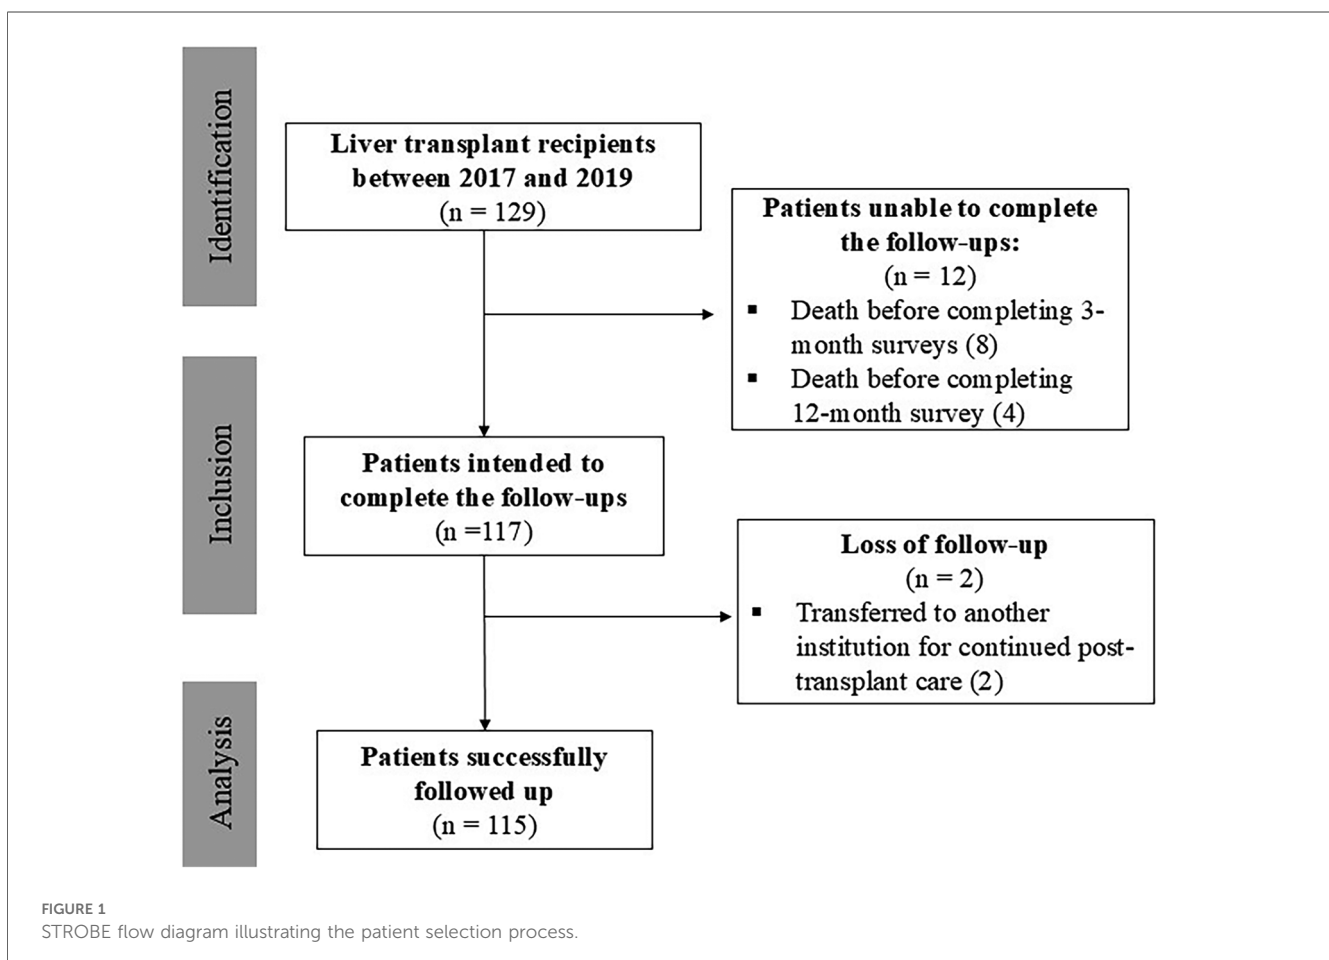 Identification
Liver transplant recipients
between 2017 and 2019
(n = 129)
Patients unable to complete
the follow-ups:
(n = 12)
▪ Death before completing 3-
month surveys (8)
▪ Death before completing
12-month survey (4)
Inclusion
Patients intended to
complete the follow-ups
(n =117)
Loss of follow-up
(n = 2)
▪ Transferred to another
institution for continued post-
transplant care (2)
Analysis
Patients successfully
followed up
(n = 115)
FIGURE 1
STROBE flow diagram illustrating the patient selection process.